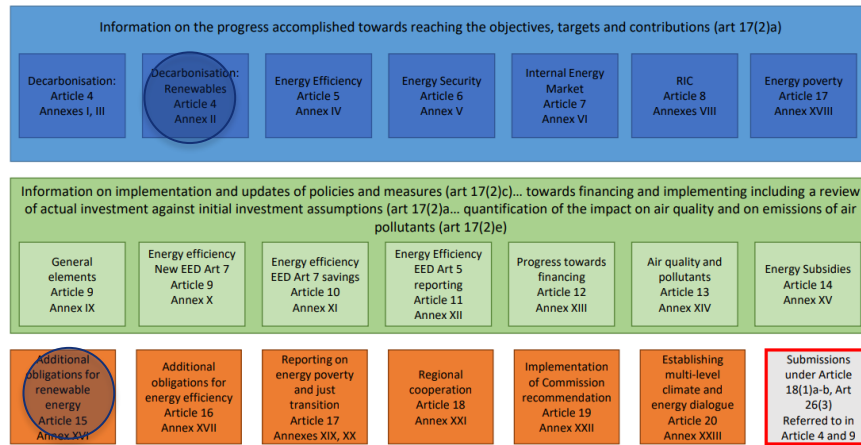 Information on the progress accomplished towards reaching the objectives, targets and contributions (art 17(2)a)
Decarbonisation:
Article 4
Annexes I, III
Decarbonisation:
Renewables
Article 4
Annex II
Energy Efficiency
Article 5
Annex IV
Energy Security
Article 6
Annex V
Internal Energy
Market
Article 7
Annex VI
RIC
Article 8
Annexes VIII
Energy poverty
Article 17
Annex XVIII
Information on implementation and updates of policies and measures (art 17(2)c)... towards financing and implementing including a review
of actual investment against initial investment assumptions (art 17(2)a... quantification of the impact on air quality and on emissions of air
pollutants (art 17(2)e)
General
elements
Article 9
Annex IX
Energy efficiency
New EED Art 7
Article 9
Annex X
Energy efficiency
EED Art 7 savings
Article 10
Annex XI
Energy Efficiency
EED Art 5
reporting
Article 11
Annex XII
Progress towards
financing
Article 12
Annex XIII
Air quality and
pollutants
Article 13
Annex XIV
Energy Subsidies
Article 14
Annex XV
Additional
obligations for
renewable
energy
Article 15
Annex XVI
Additional
obligations for
energy efficiency
Article 16
Annex XVII
Reporting on
energy poverty
and just
transition
Article 17
Annexes XIX, XX
Regional
cooperation
Article 18
Annex XXI
Implementation
of Commission
recommendation
Article 19
Annex XXII
Establishing
multi-level
climate and
energy dialogue
Article 20
Annex XXIII
Submissions
under Article
18(1)a-b, Art
26(3)
Referred to in
Article 4 and 9